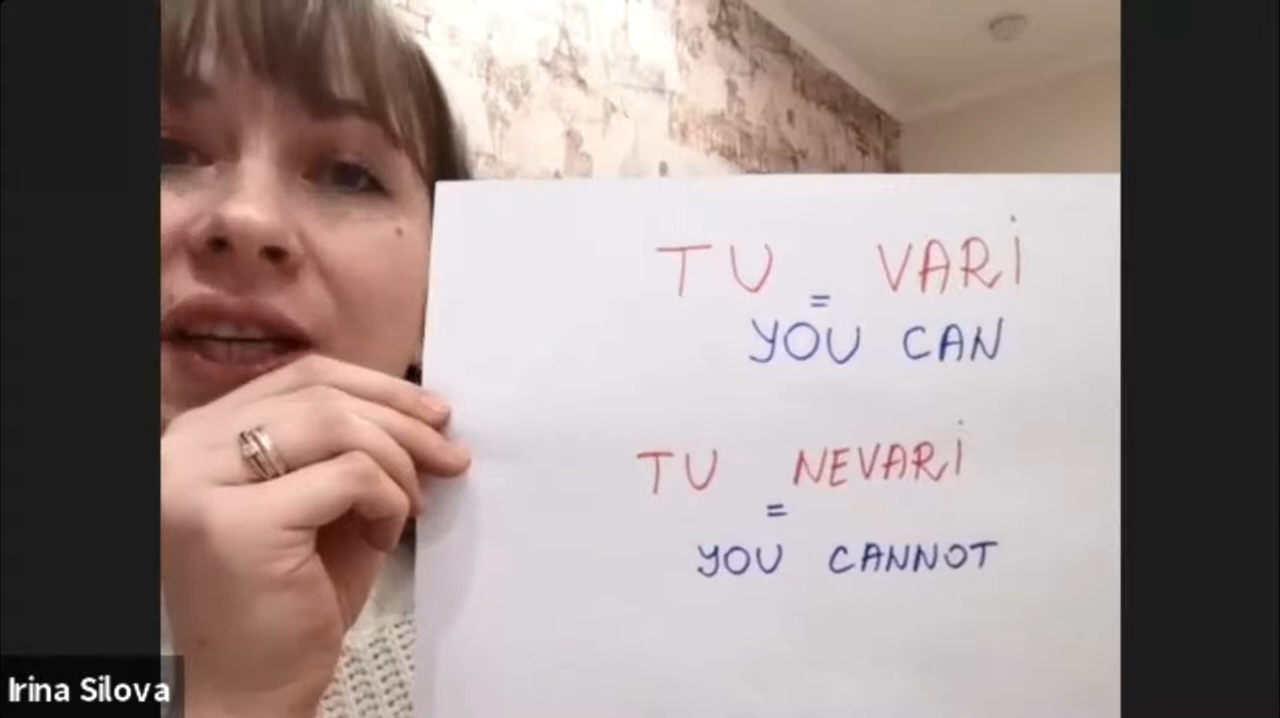 TU VARI
=
YOU CAN
TU NEVARI
=
YOU CANNOT
Irina Silova